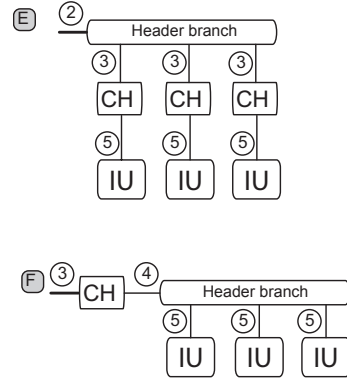 E 2 Header branch
3 3 3
CH CH CH
5 5 5
IU IU IU
F 3 CH 4 Header branch
5 5 5
IU IU IU